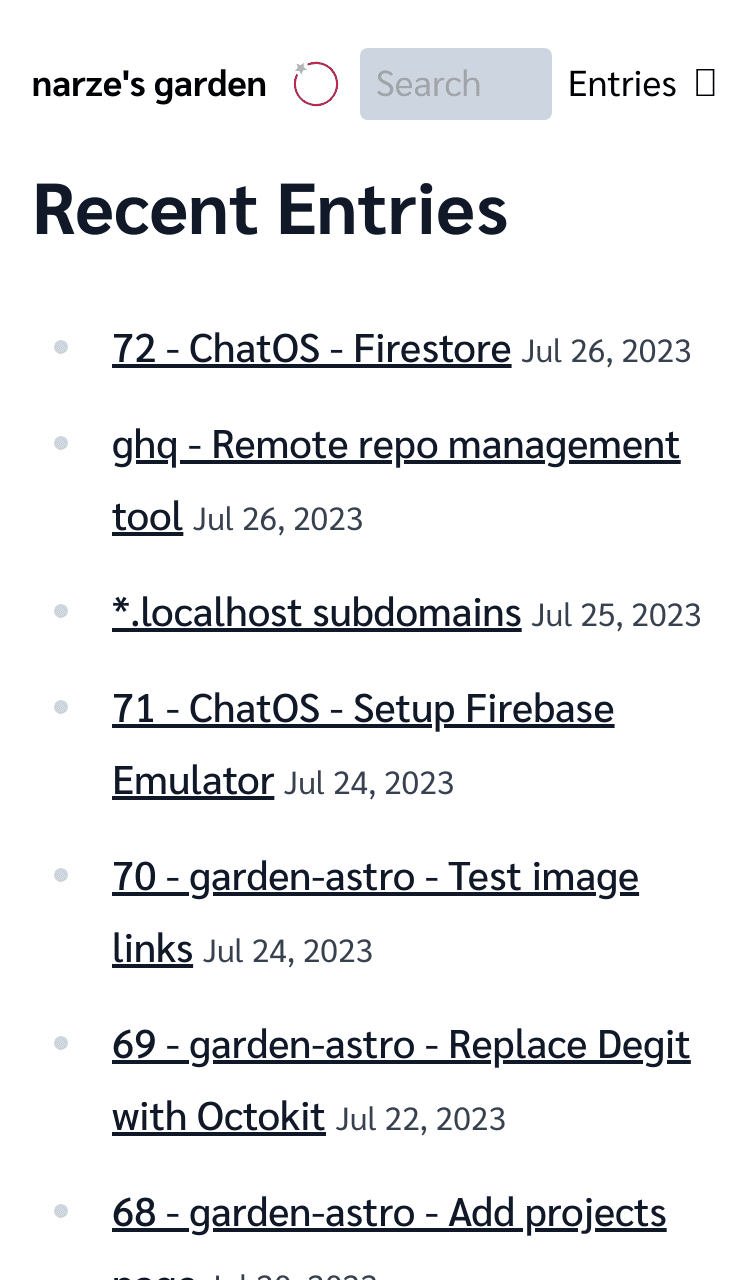 narze's garden Search Entries
Recent Entries
72 - ChatOS - Firestore Jul 26, 2023
ghq - Remote repo management
tool Jul 26, 2023
*.localhost subdomains Jul 25, 2023
71 - ChatOS - Setup Firebase
Emulator Jul 24, 2023
70 - garden-astro - Test image
links Jul 24, 2023
69 - garden-astro - Replace Degit
with Octokit Jul 22, 2023
68 - garden-astro - Add projects